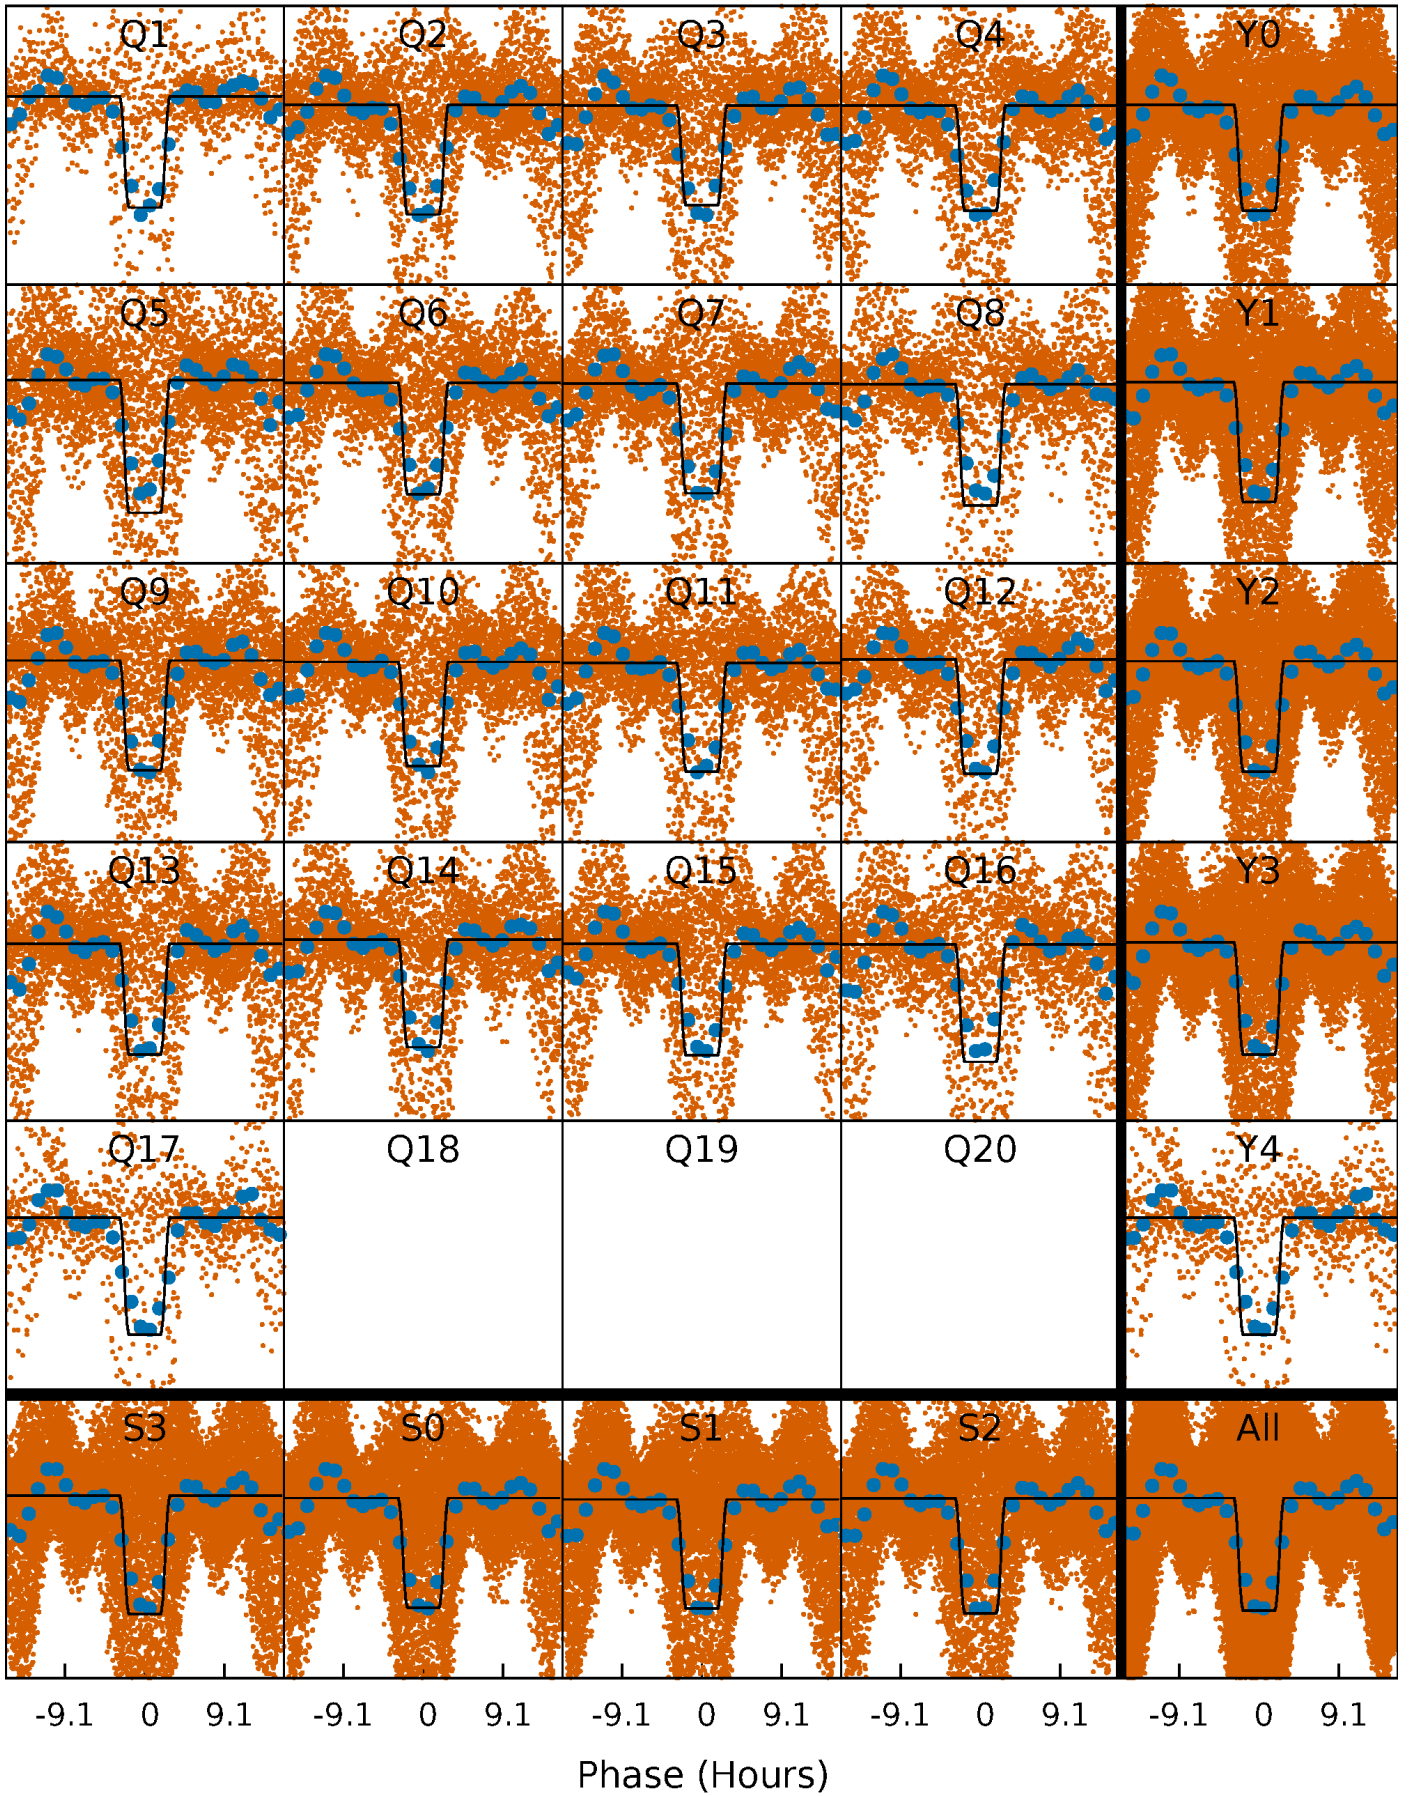 Q1 Q2 Q3 Q4 Y0
Q5 Q6 Q7 Q8 Y1
Q9 Q10 Q11 Q12 Y2
Q13 Q14 Q15 Q16 Y3
Q17 Q18 Q19 Q20 Y4
S3 S0 S1 S2 All
-9.1 0 9.1 -9.1 0 9.1 -9.1 0 9.1 -9.1 0 9.1 -9.1 0 9.1
Phase (Hours)